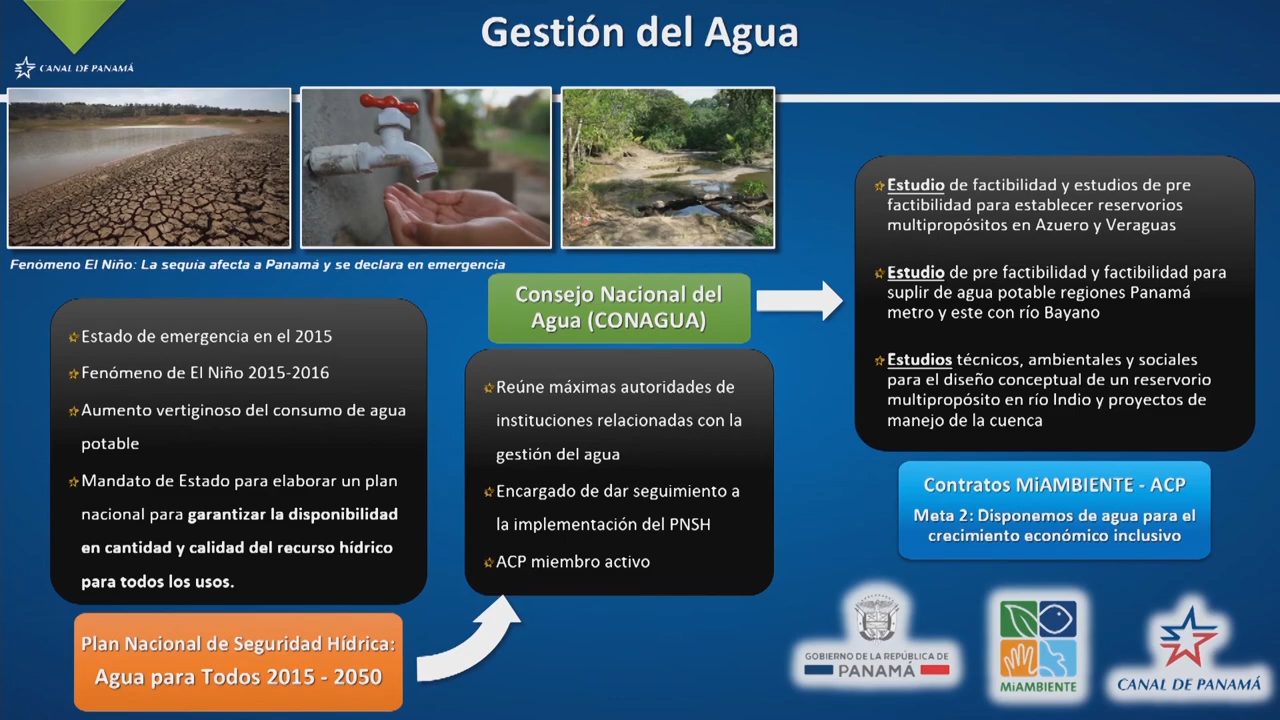 Gestión del Agua
CANAL DE PANAMÁ
Fenómeno El Niño: La sequía afecta a Panamá y se declara en emergencia
Estado de emergencia en el 2015
Fenómeno de El Niño 2015-2016
Aumento vertiginoso del consumo de agua
potable
Mandato de Estado para elaborar un plan
nacional para garantizar la disponibilidad
en cantidad y calidad del recurso hídrico
para todos los usos.
Plan Nacional de Seguridad Hídrica:
Agua para Todos 2015 - 2050
Consejo Nacional del
Agua (CONAGUA)
Reúne máximas autoridades de
instituciones relacionadas con la
gestión del agua
Encargado de dar seguimiento a
la implementación del PNSH
ACP miembro activo
Estudio de factibilidad y estudios de pre
factibilidad para establecer reservorios
multipropósitos en Azuero y Veraguas
Estudio de pre factibilidad y factibilidad para
suplir de agua potable regiones Panamá
metro y este con río Bayano
Estudios técnicos, ambientales y sociales
para el diseño conceptual de un reservorio
multipropósito en río Indio y proyectos de
manejo de la cuenca
Contratos MiAMBIENTE - ACP
Meta 2: Disponemos de agua para el
crecimiento económico inclusivo
GOBIERNO DE LA REPÚBLICA DE
PANAMÁ
MiAMBIENTE
CANAL DE PANAMÁ